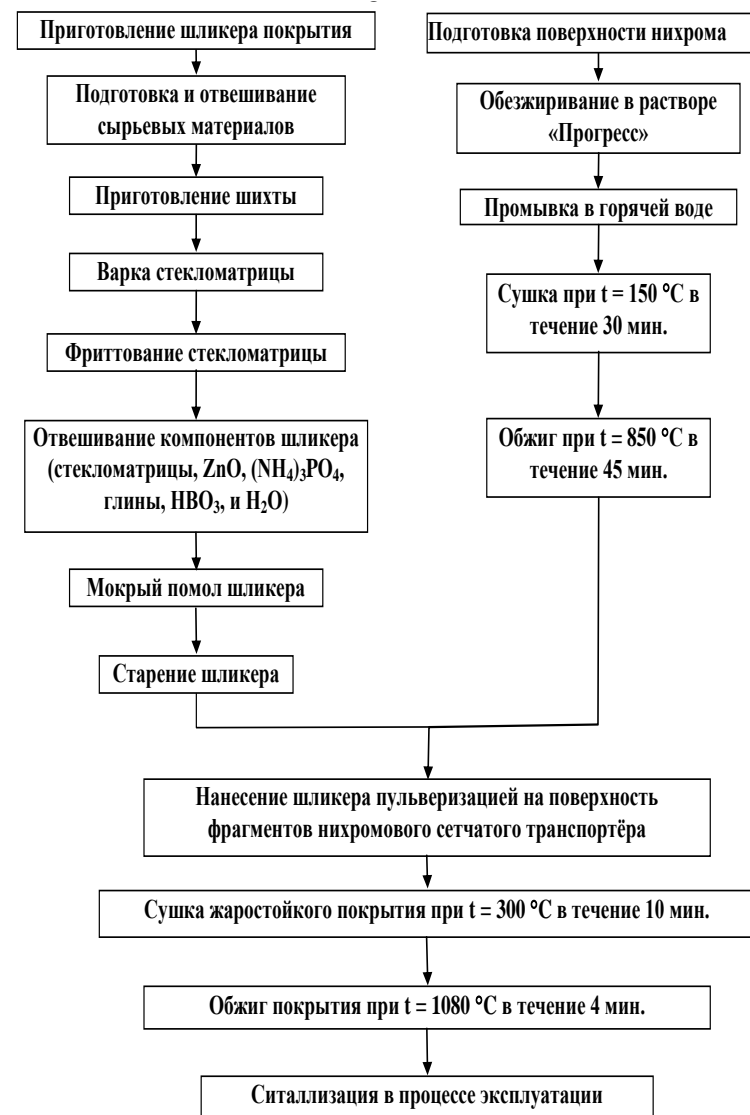 Приготовление шликера покрытия
Подготовка и отвешивание
сырьевых материалов
Приготовление шихты
Варка стекломатрицы
Фриттование стекломатрицы
Отвешивание компонентов шликера
(стекломатрицы, ZnO, (NH₄)₃PO₄,
глины, HBO₃, и H₂O)
Мокрый помол шликера
Старение шликера
Подготовка поверхности нихрома
Обезжиривание в растворе
«Прогресс»
Промывка в горячей воде
Сушка при t = 150 °C в
течение 30 мин.
Обжиг при t = 850 °C в
течение 45 мин.
Нанесение шликера пульверизацией на поверхность
фрагментов нихромового сетчатого транспортёра
Сушка жаростойкого покрытия при t = 300 °C в течение 10 мин.
Обжиг покрытия при t = 1080 °C в течение 4 мин.
Ситаллизация в процессе эксплуатации